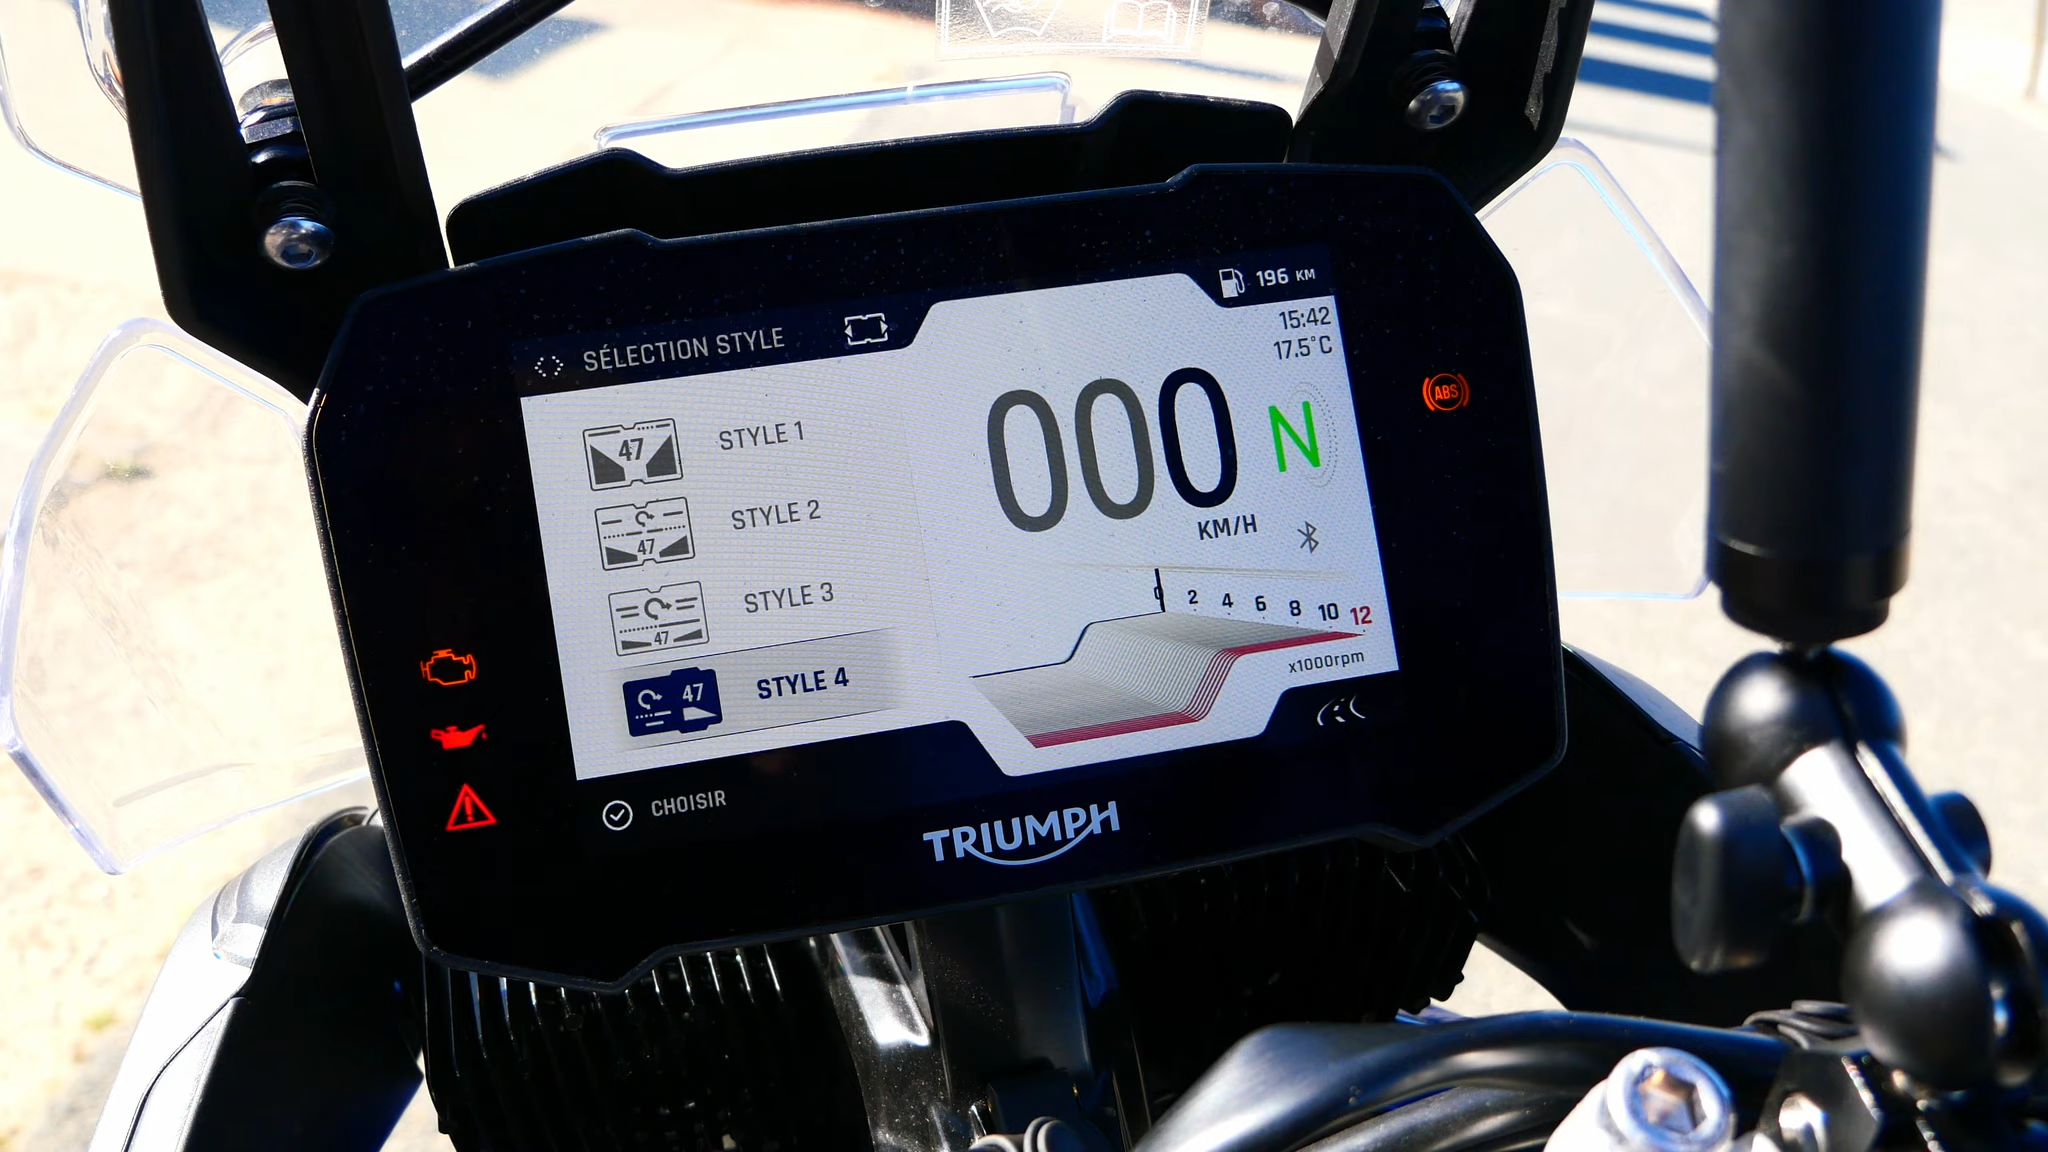 196 KM
SÉLECTION STYLE
15:42
17.5°C
47
STYLE 1
000
N
ABS
KM/H
47
STYLE 2
47
STYLE 3
0 2 4 6 8 10 12
x1000rpm
47
STYLE 4
CHOISIR
TRIUMPH